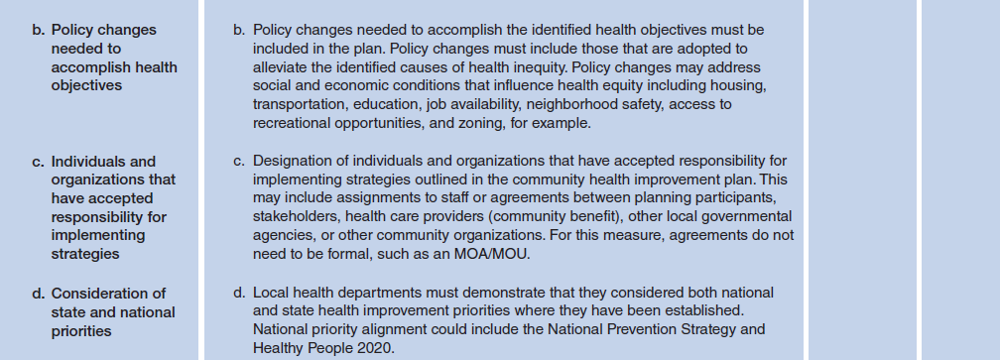 b. Policy changes
needed to
accomplish health
objectives
b. Policy changes needed to accomplish the identified health objectives must be
included in the plan. Policy changes must include those that are adopted to
alleviate the identified causes of health inequity. Policy changes may address
social and economic conditions that influence health equity including housing,
transportation, education, job availability, neighborhood safety, access to
recreational opportunities, and zoning, for example.
c. Individuals and
organizations that
have accepted
responsibility for
implementing
strategies
c. Designation of individuals and organizations that have accepted responsibility for
implementing strategies outlined in the community health improvement plan. This
may include assignments to staff or agreements between planning participants,
stakeholders, health care providers (community benefit), other local governmental
agencies, or other community organizations. For this measure, agreements do not
need to be formal, such as an MOA/MOU.
d. Consideration of
state and national
priorities
d. Local health departments must demonstrate that they considered both national
and state health improvement priorities where they have been established.
National priority alignment could include the National Prevention Strategy and
Healthy People 2020.